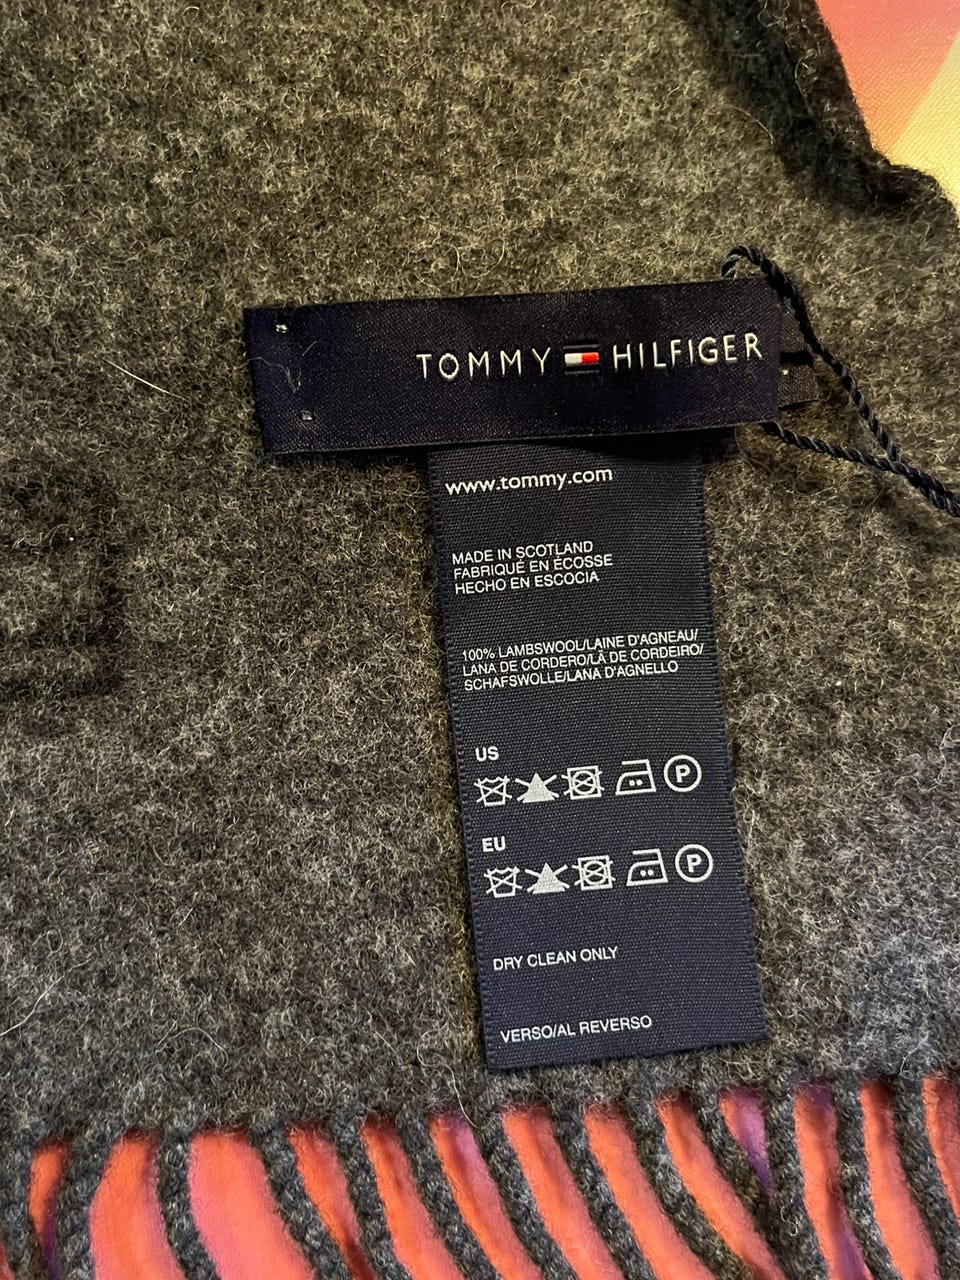 TOMMY HILFIGER
www.tommy.com
MADE IN SCOTLAND
FABRIQUÉ EN ÉCOSSE
HECHO EN ESCOCIA
100% LAMBSWOOL/LAINE D'AGNEAU/
LANA DE CORDERO/LÃ DE CORDEIRO/
SCHAFSWOLLE/LANA D'AGNELLO
US
P
EU
P
DRY CLEAN ONLY
VERSO/AL REVERSO